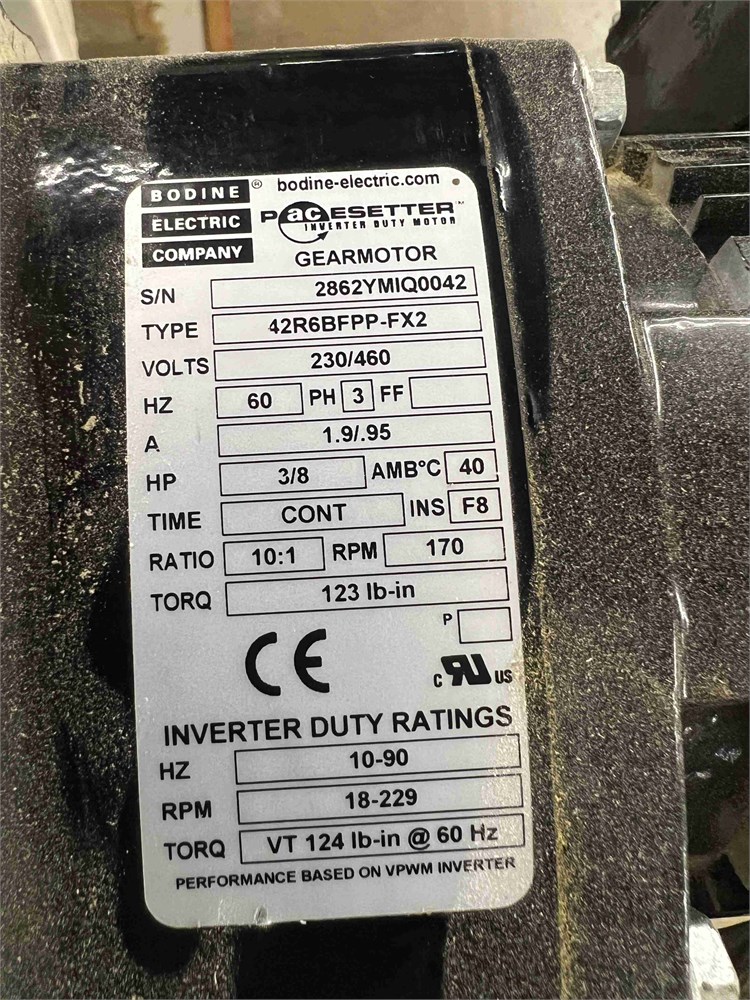 BODINE ® bodine-electric.com
ELECTRIC PacESETTER™
INVERTER DUTY MOTOR
COMPANY GEARMOTOR
S/N 2862YMIQ0042
TYPE 42R6BFPP-FX2
VOLTS 230/460
HZ 60 PH 3 FF
A 1.9/.95
HP 3/8 AMB°C 40
TIME CONT INS F8
RATIO 10:1 RPM 170
TORQ 123 lb-in
P
CE c RU US
INVERTER DUTY RATINGS
HZ 10-90
RPM 18-229
TORQ VT 124 lb-in @ 60 Hz
PERFORMANCE BASED ON VPWM INVERTER